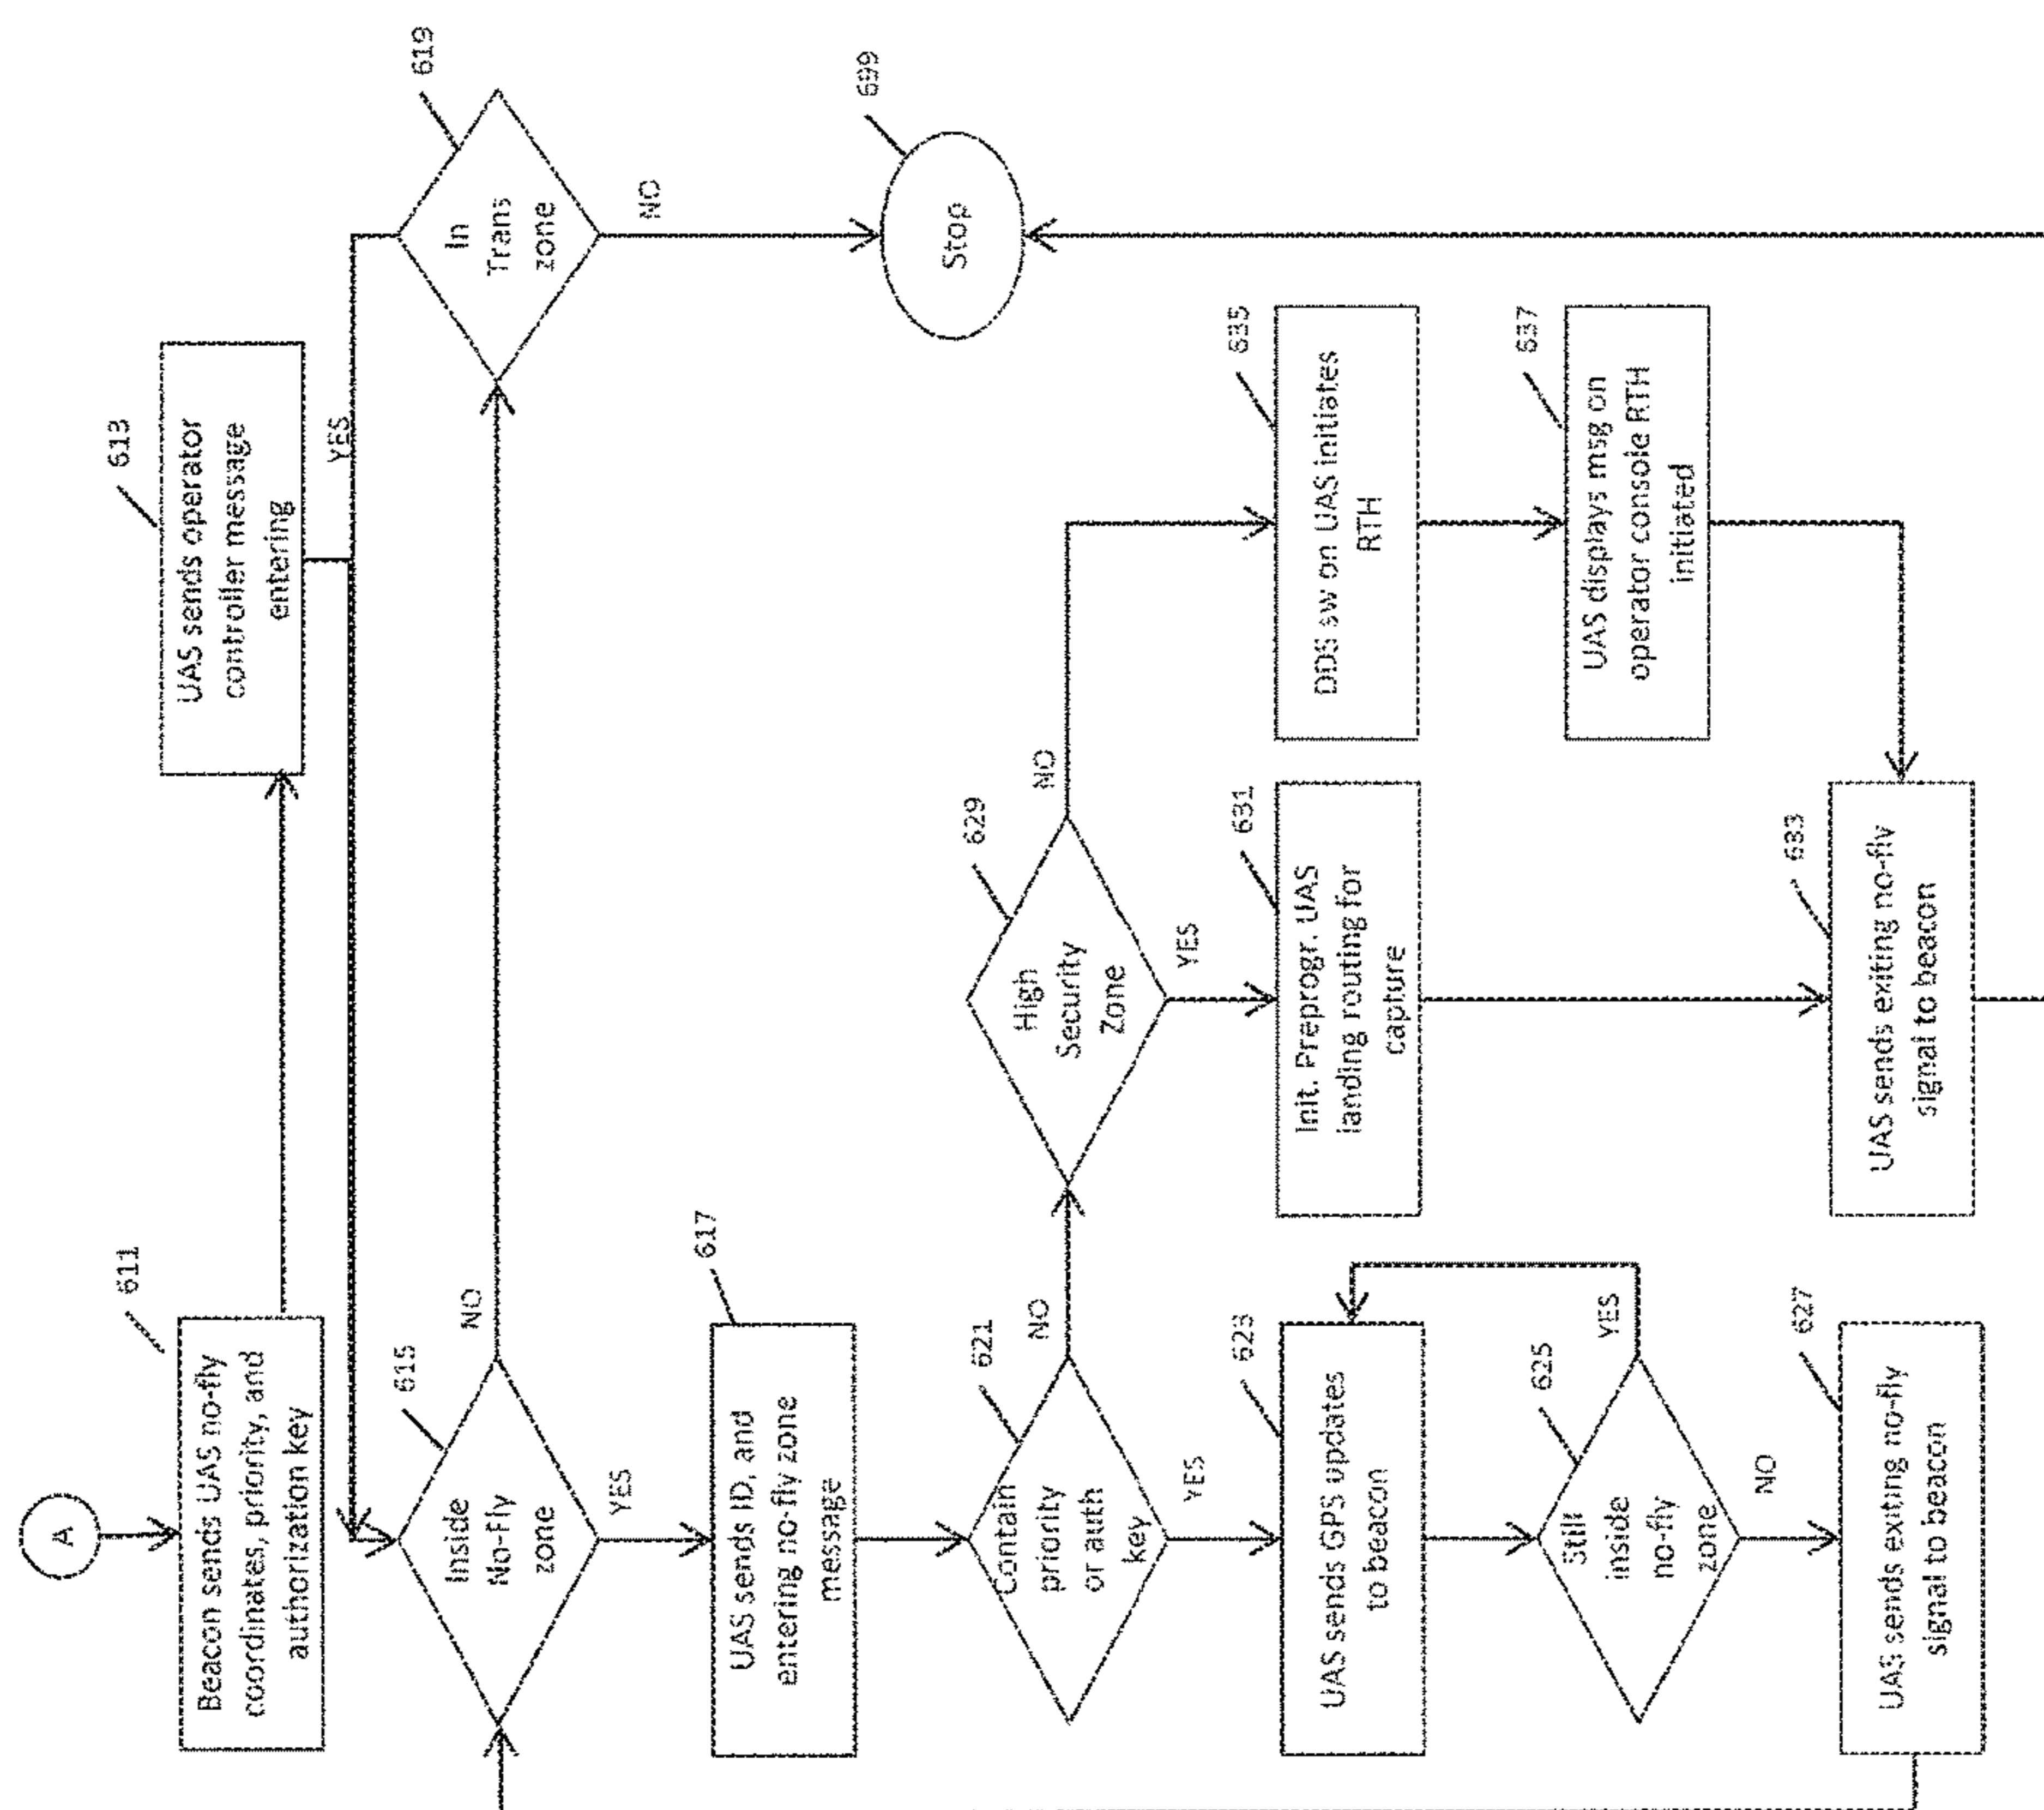 A
611
Beacon sends UAS no-fly
coordinates, priority, and
authorization key
613
UAS sends operator
controller message
entering
YES
615
Inside
No-Fly
zone
NO
YES
619
In
Trans
zone
NO
617
UAS sends ID, and
entering no-fly zone
message
699
Stop
621
Contain
priority
or auth
key
NO
YES
629
High
Security
Zone
NO
YES
623
UAS sends GPS updates
to beacon
631
Init. Preprogr. UAS
landing routing for
capture
635
DDS sw on UAS initiates
RTH
625
Still
inside
no-fly
zone
YES
NO
637
UAS displays msg on
operator console RTH
initiated
627
UAS sends exiting no-fly
signal to beacon
633
UAS sends exiting no-fly
signal to beacon